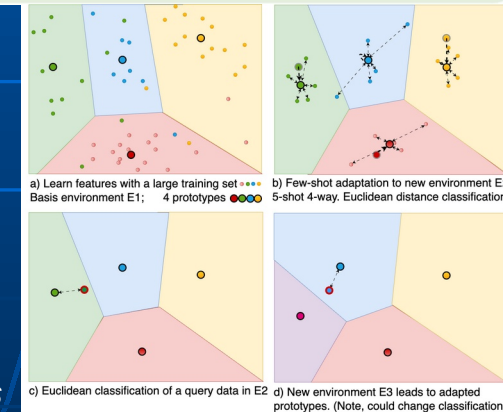 a) Learn features with a large training set
Basis environment E1; 4 prototypes
b) Few-shot adaptation to new environment E
5-shot 4-way. Euclidean distance classification
c) Euclidean classification of a query data in E2
d) New environment E3 leads to adapted
prototypes. (Note, could change classification